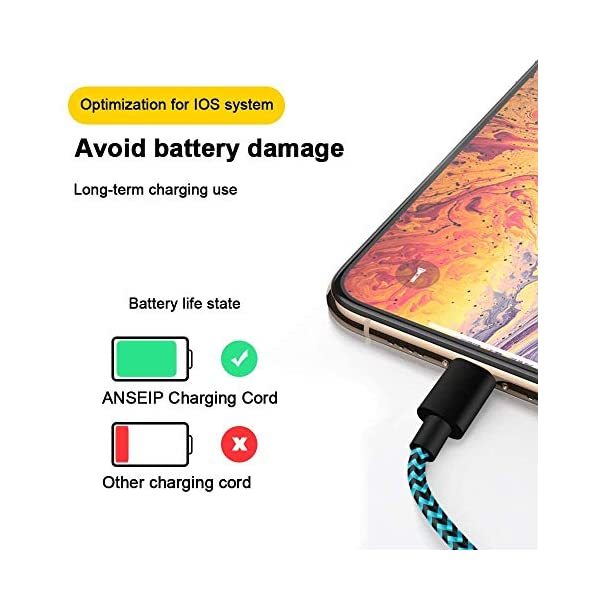 Optimization for IOS system
Avoid battery damage
Long-term charging use
Battery life state
ANSEIP Charging Cord
Other charging cord